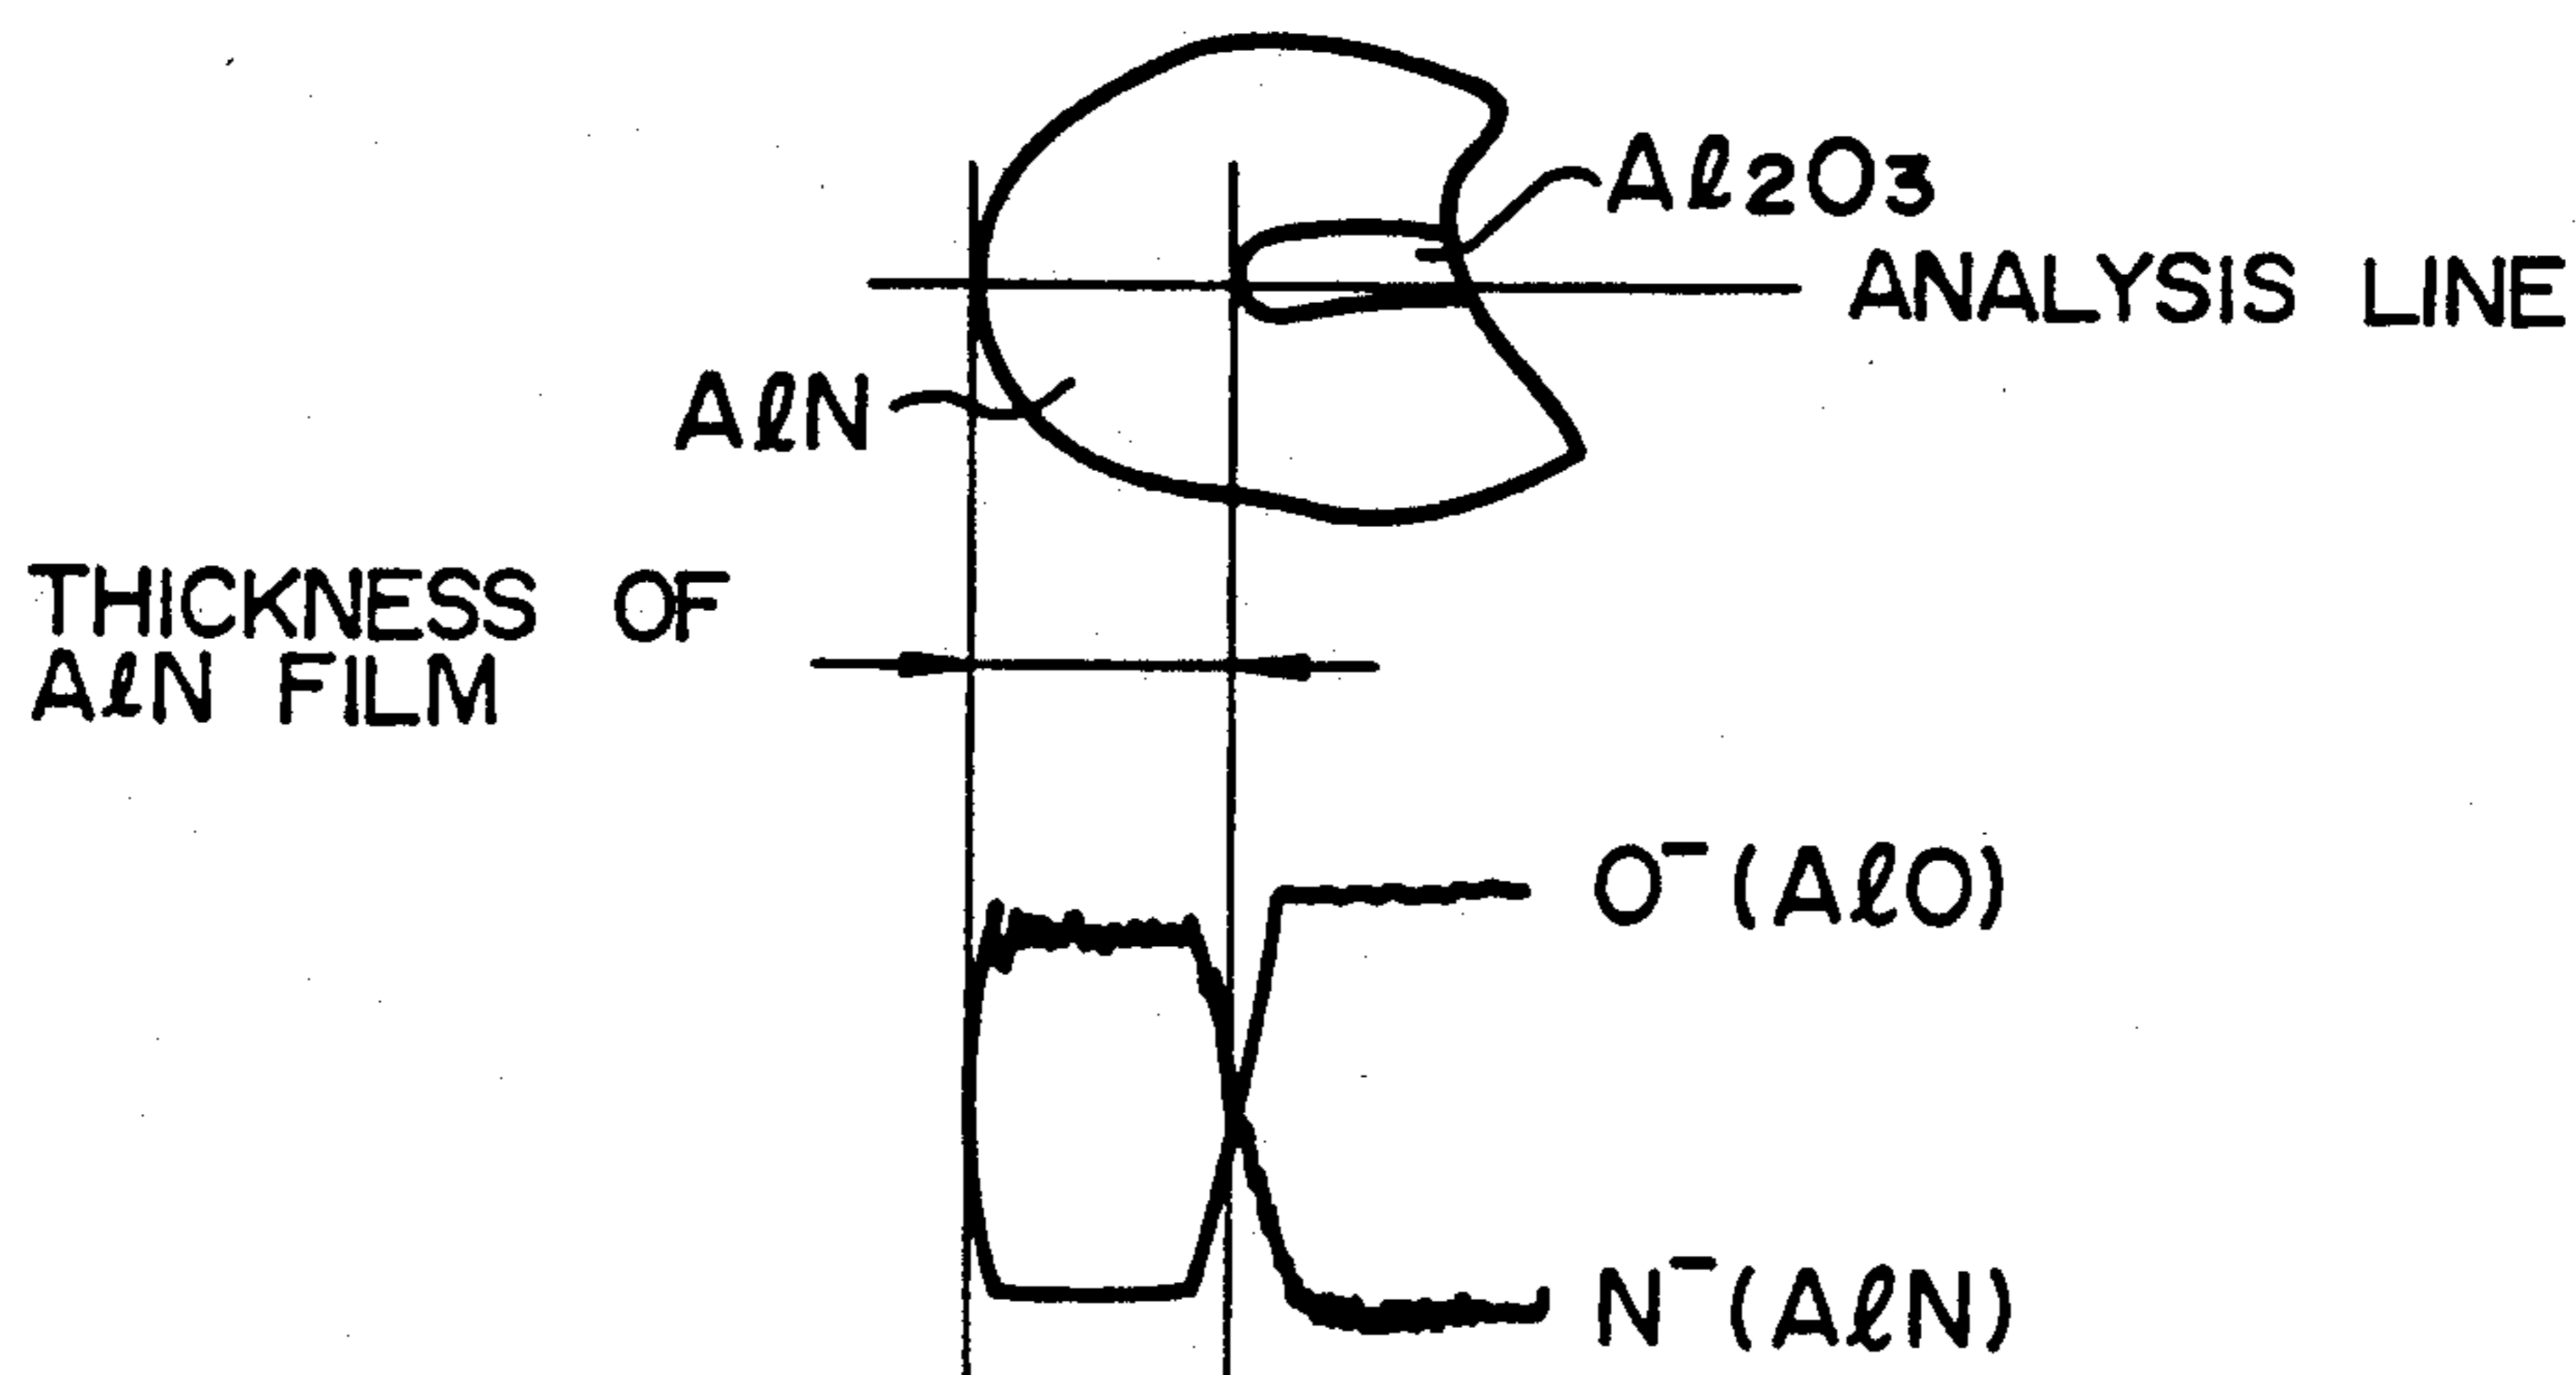 Aℓ2O3
ANALYSIS LINE
AℓN
THICKNESS OF
AℓN FILM
O⁻(AℓO)
N⁻(AℓN)